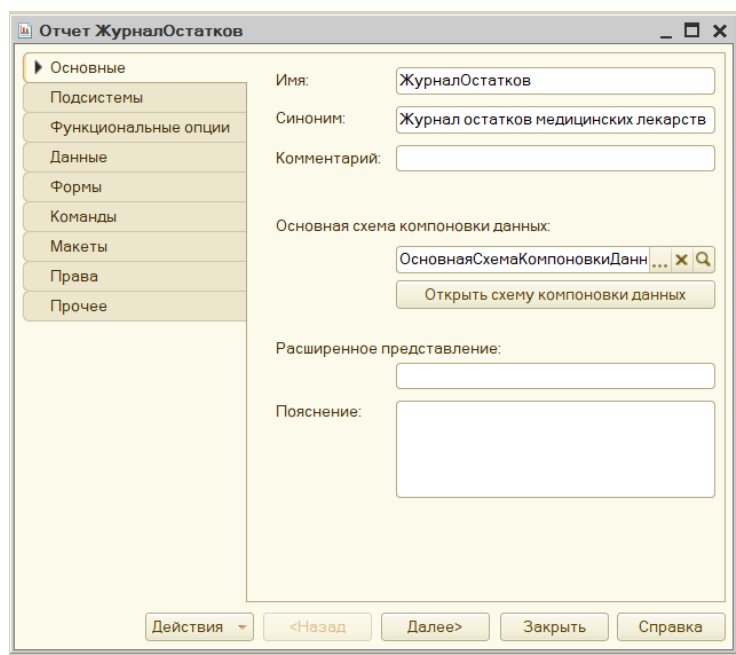 Отчет ЖурналОстатков
Основные
Подсистемы
Функциональные опции
Данные
Формы
Команды
Макеты
Права
Прочее
Имя: ЖурналОстатков
Синоним: Журнал остатков медицинских лекарств
Комментарий:
Основная схема компоновки данных:
ОсновнаяСхемаКомпоновкиДанн ...
Открыть схему компоновки данных
Расширенное представление:
Пояснение:
Действия <Назад Далее> Закрыть Справка